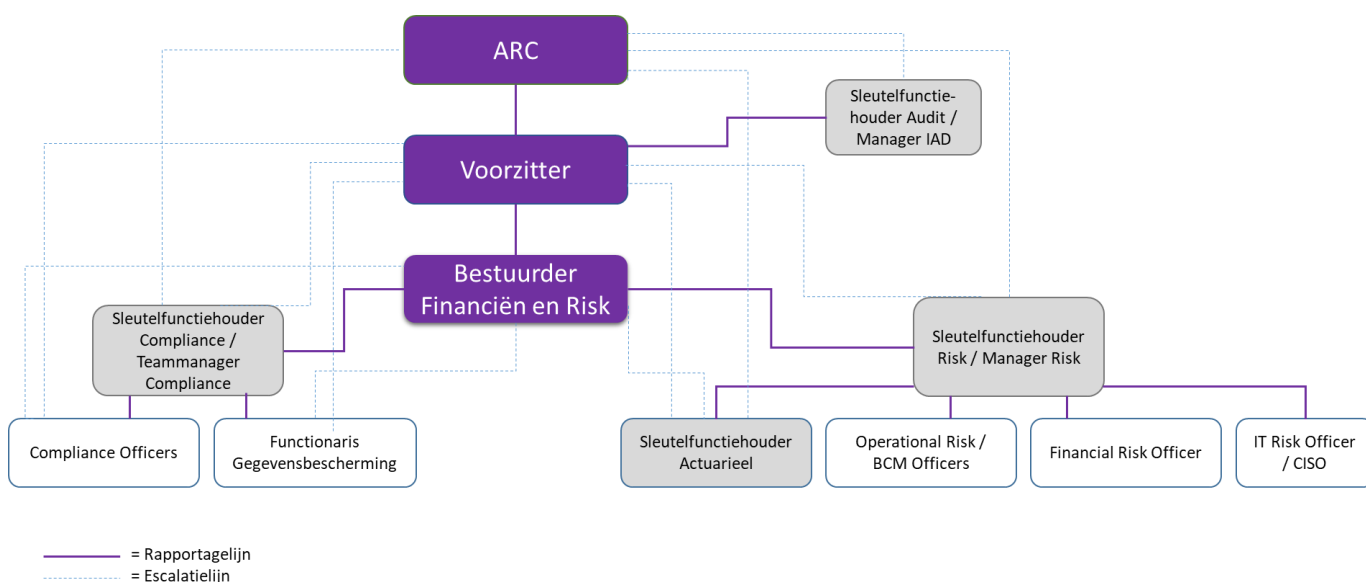 ARC
Sleutelfunctie-
houder Audit /
Manager IAD
Voorzitter
Bestuurder
Financiën en Risk
Sleutelfunctiehouder
Compliance /
Teammanager
Compliance
Sleutelfunctiehouder
Risk / Manager Risk
Compliance Officers
Functionaris
Gegevensbescherming
Sleutelfunctiehouder
Actuarieel
Operational Risk /
BCM Officers
Financial Risk Officer
IT Risk Officer
/ CISO
= Rapportagelijn
= Escalatielijn